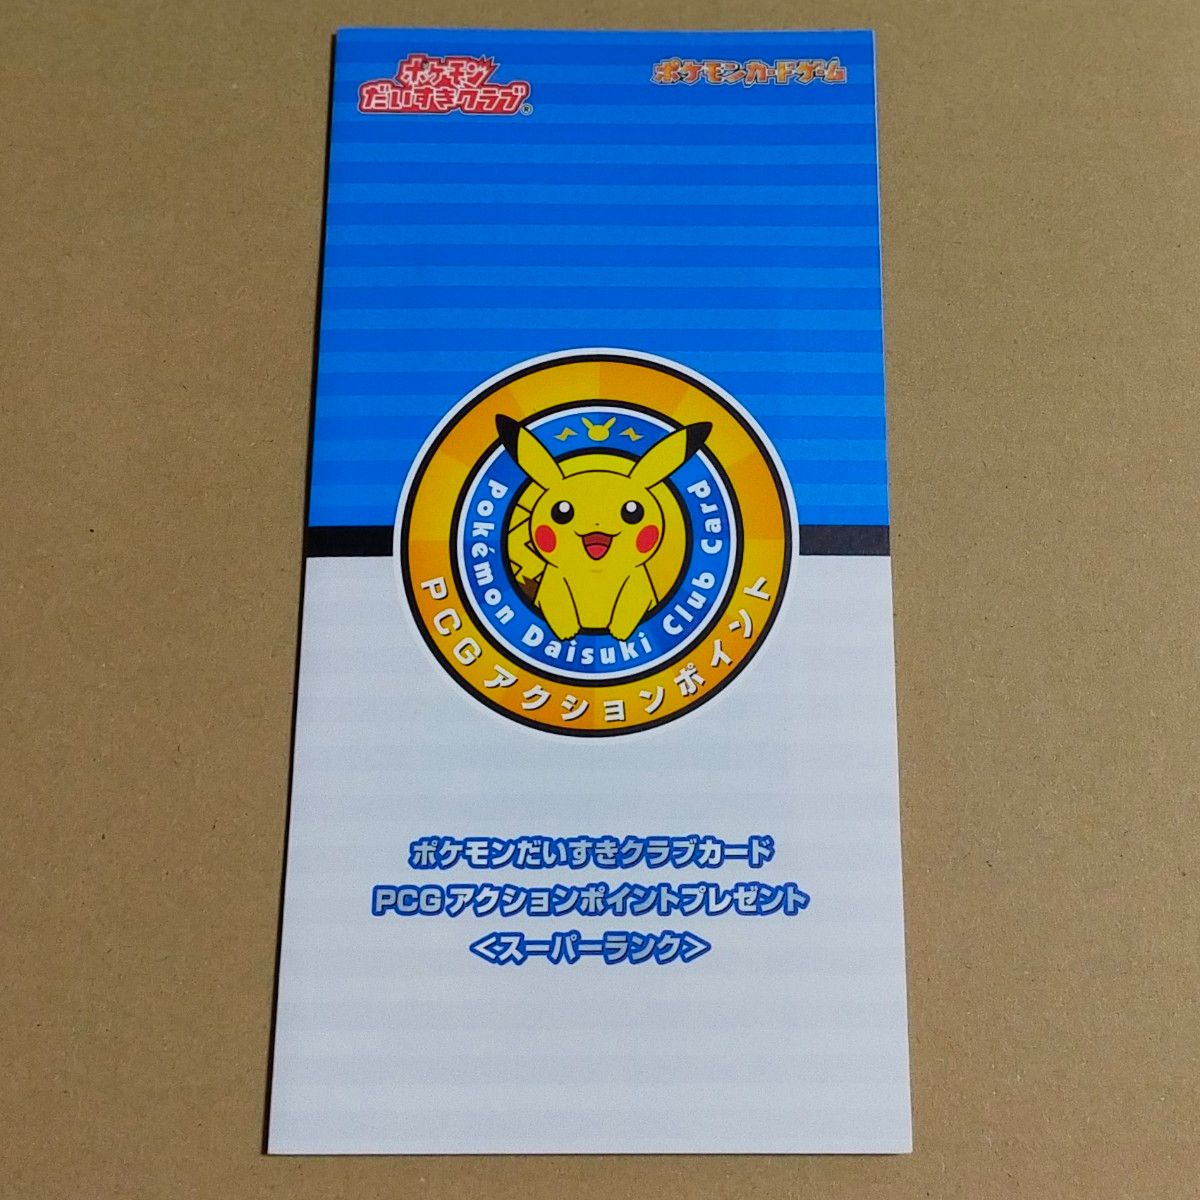 ポケモン
だいすきクラブ®
ポケモンカードゲーム
Pokémon Daisuki Club Card
PCGアクションポイント
ポケモンだいすきクラブカード
PCGアクションポイントプレゼント
<スーパーランク>